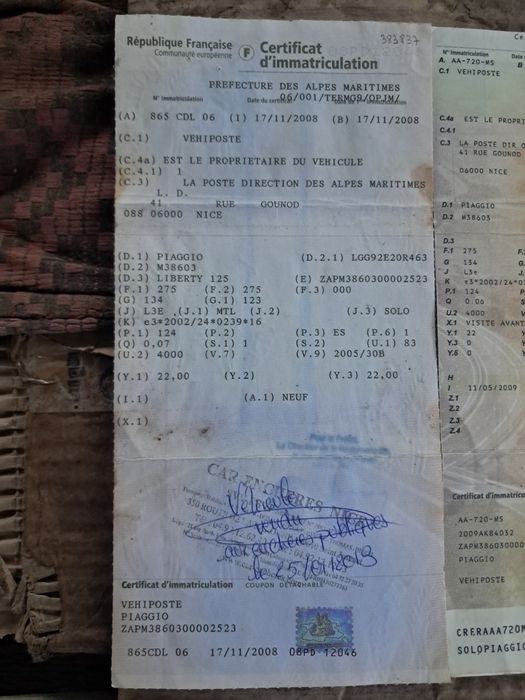 393837
République Française
Communauté européenne
F
Certificat
d'immatriculation
PREFECTURE DES ALPES MARITIMES
N° Immatriculation
Date du certificat
06/001/TERMG9/OPJM/
(A) 865 CDL 06 (I) 17/11/2008 (B) 17/11/2008
(C.1) VEHIPOSTE
(C.4a) EST LE PROPRIETAIRE DU VEHICULE
(C.4.1) 1
(C.3) LA POSTE DIRECTION DES ALPES MARITIMES
L. D.
41 RUE GOUNOD
088 06000 NICE
(D.1) PIAGGIO (D.2.1) LGG92E20R463
(D.2) M38603
(D.3) LIBERTY 125 (E) ZAPM3860300002523
(F.1) 275 (F.2) 275 (F.3) 000
(G) 134 (G.1) 123
(J) L3E (J.1) MTL (J.2) (J.3) SOLO
(K) e3*2002/24*0239*16
(P.1) 124 (P.2) (P.3) ES (P.6) 1
(Q) 0,07 (S.1) 1 (S.2) (U.1) 83
(U.2) 4000 (V.7) (V.9) 2005/30B
(Y.1) 22,00 (Y.2) (Y.3) 22,00
(I.1) (A.1) NEUF
(X.1)
CAR ENCHERES NICE
Véhicule
vendu
aux enchères publiques
le
Certificat d'immatriculation COUPON DÉTACHABLE
VEHIPOSTE
PIAGGIO
ZAPM3860300002523
865CDL 06 17/11/2008 08PD 12046
N° Immatriculation
A. AA-720-MS B
C.1 VEHIPOSTE
C.4a EST LE PROPRI
C.4.1
C.3 LA POSTE DIR
41 RUE GOUNOD
06000 NICE
D.1 PIAGGIO
D.2 M38603
D.3
F.1 275
G 134
J L3e
K e3*2002/24*0
P.1 124
Q 0.06
U.2 4000
X.1 VISITE AVANT
Y.1 22
Y.3 0
Y.6 0
H
I 11/05/2009
Z.1
Z.2
Z.3
Z.4
Certificat d'immatricu
AA-720-MS
2009AK84032
ZAPM386030000
PIAGGIO
VEHIPOSTE
CRFRAAA720M
SOLOPIAGGIO